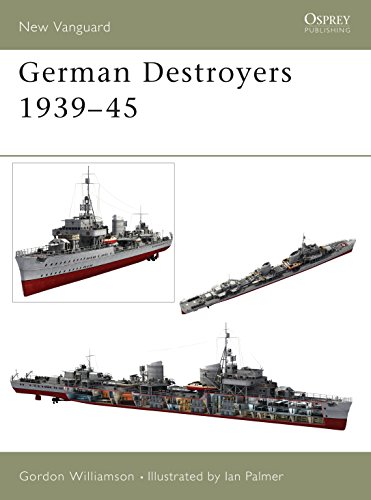 New Vanguard
OSPREY
PUBLISHING
German Destroyers
1939–45
Gordon Williamson • Illustrated by Ian Palmer